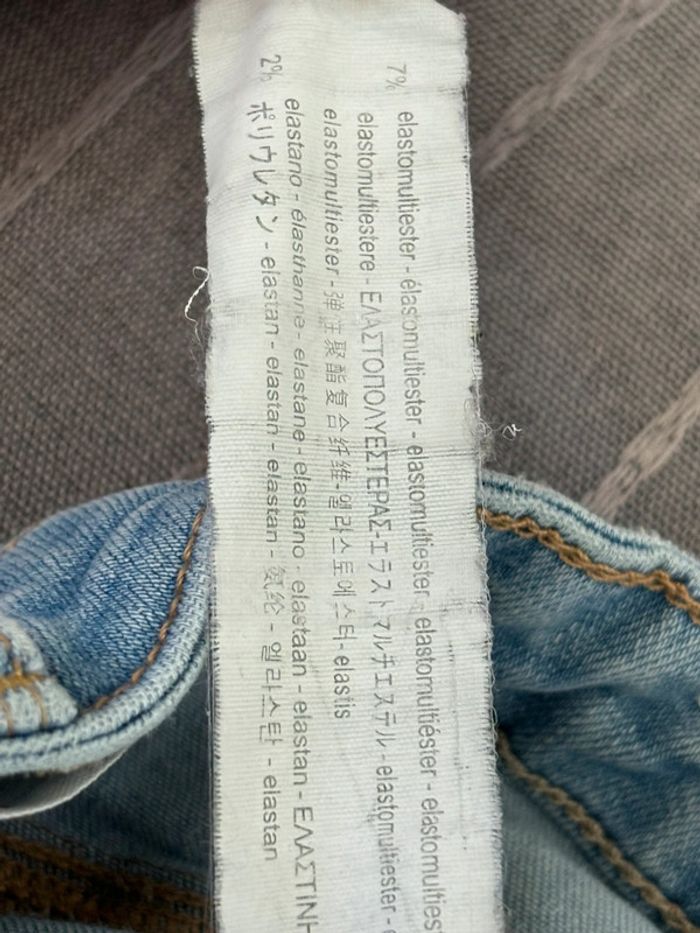 7% elastomultiester - élastomultiester - elastomultiester - elastomultiéster - elastomulties
elastomultiestere - ΕΛΑΣΤΟΠΟΛΥΕΣΤΕΡΑΣ-エラストマルチエステル - elastomultiester -
elastomultiester - 弹性聚酯复合纤维-엘라스토에스터 - elastis
2% elastano - élasthanne - elastane - elastano - elastaan - elastan - ΕΛΑΣΤΙΝΗ
ポリウレタン - elastan - elastan - elastan - 氨纶 - 엘라스탄 - elastan